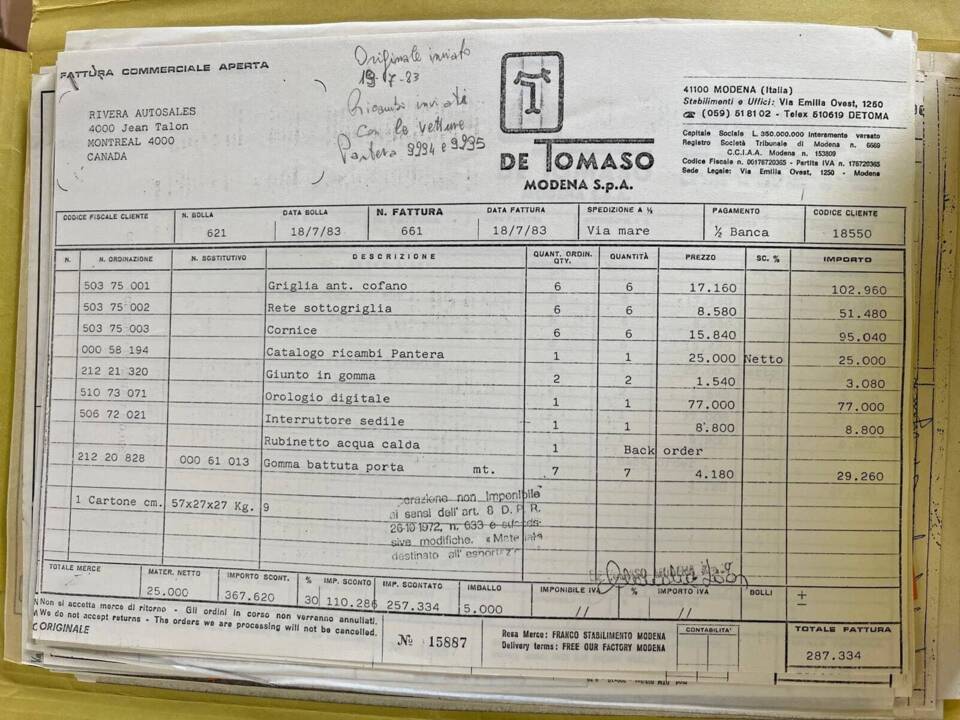 FATTURA COMMERCIALE APERTA
Originale inviato
19-7-83
Ricambi inviati
con le vetture
Pantera 9994 e 9995
RIVERA AUTOSALES
4000 Jean Talon
MONTREAL 4000
CANADA
DE TOMASO
MODENA S.p.A.
41100 MODENA (Italia)
Stabilimenti e Uffici: Via Emilia Ovest, 1250
☎ (059) 518102 - Telex 510619 DETOMA
Capitale Sociale L. 350.000.000 interamente versato
Registro Società Tribunale di Modena n. 6669
C.C.I.A.A. Modena n. 153809
Codice Fiscale n. 00176720365 - Partita IVA n. 176720365
Sede Legale: Via Emilia Ovest, 1250 - Modena
CODICE FISCALE CLIENTE N. BOLLA DATA BOLLA N. FATTURA DATA FATTURA SPEDIZIONE A ½ PAGAMENTO CODICE CLIENTE
621 18/7/83 661 18/7/83 Via mare ½ Banca 18550
N. N. ORDINAZIONE N. SOSTITUTIVO DESCRIZIONE QUANT. ORDIN. QTY. QUANTITÀ PREZZO SC. % IMPORTO
503 75 001 Griglia ant. cofano 6 6 17.160 102.960
503 75 002 Rete sottogriglia 6 6 8.580 51.480
503 75 003 Cornice 6 6 15.840 95.040
000 58 194 Catalogo ricambi Pantera 1 1 25.000 Netto 25.000
212 21 320 Giunto in gomma 2 2 1.540 3.080
510 73 071 Orologio digitale 1 1 77.000 77.000
506 72 021 Interruttore sedile 1 1 8.800 8.800
Rubinetto acqua calda 1 Back order
212 20 828 000 61 013 Gomma battuta porta mt. 7 7 4.180 29.260
1 Cartone cm. 57x27x27 Kg. 9
operazione non imponibile
ai sensi dell'art. 8 D. P. R.
26-10-1972, n. 633 e succes-
sive modifiche. «Materiale
destinato all'esportaz
TOTALE MERCE MATER. NETTO IMPORTO SCONT. % IMP. SCONTO IMP. SCONTATO IMBALLO IMPONIBILE IVA % IMPORTO IVA BOLLI
25.000 367.620 30 110.286 257.334 5.000 // //
Non si accetta merce di ritorno - Gli ordini in corso non verranno annullati.
We do not accept returns - The orders we are processing will not be cancelled.
ORIGINALE
№ 15887
Resa Merce: FRANCO STABILIMENTO MODENA
Delivery terms: FREE OUR FACTORY MODENA
CONTABILITA'
TOTALE FATTURA
287.334